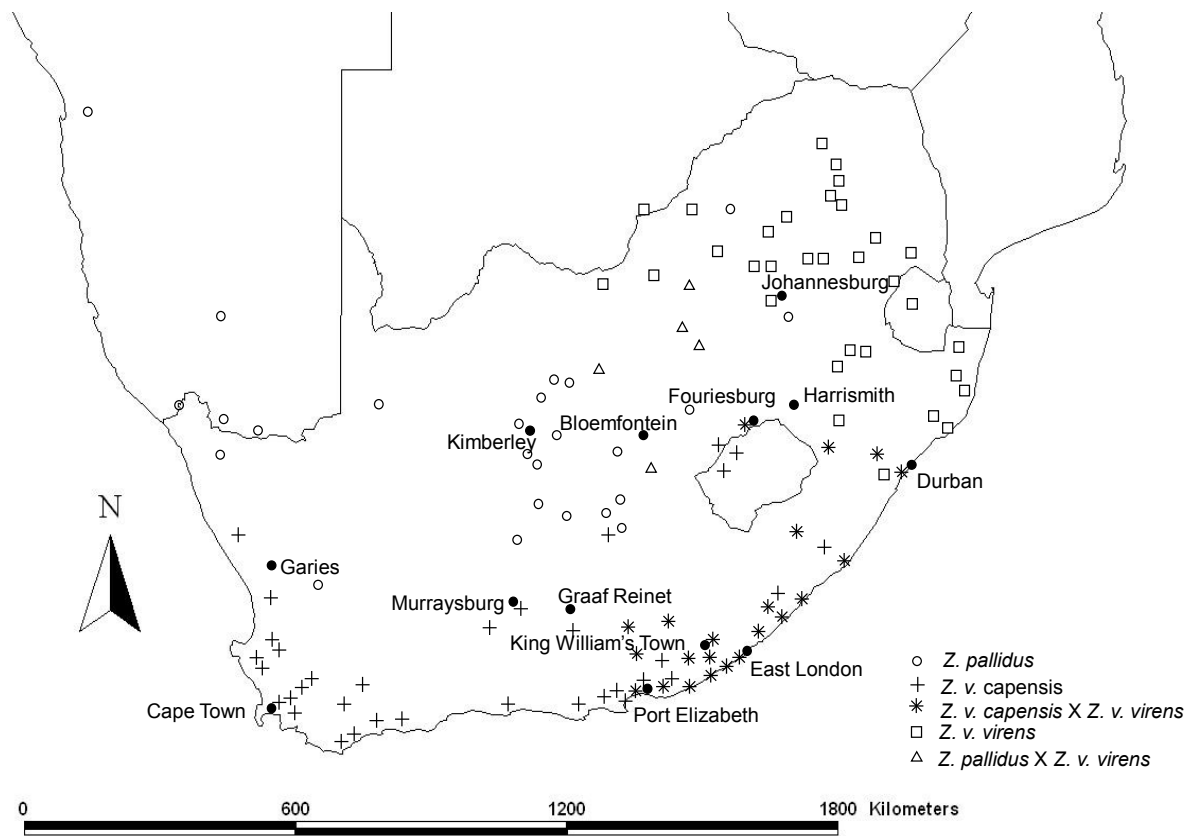 Johannesburg
Fouriesburg
Harrismith
Bloemfontein
Kimberley
Durban
N
Garies
Murraysburg
Graaf Reinet
King William's Town
East London
Cape Town
Port Elizabeth
Z. pallidus
Z. v. capensis
Z. v. capensis X Z. v. virens
Z. v. virens
Z. pallidus X Z. v. virens
0 600 1200 1800 Kilometers